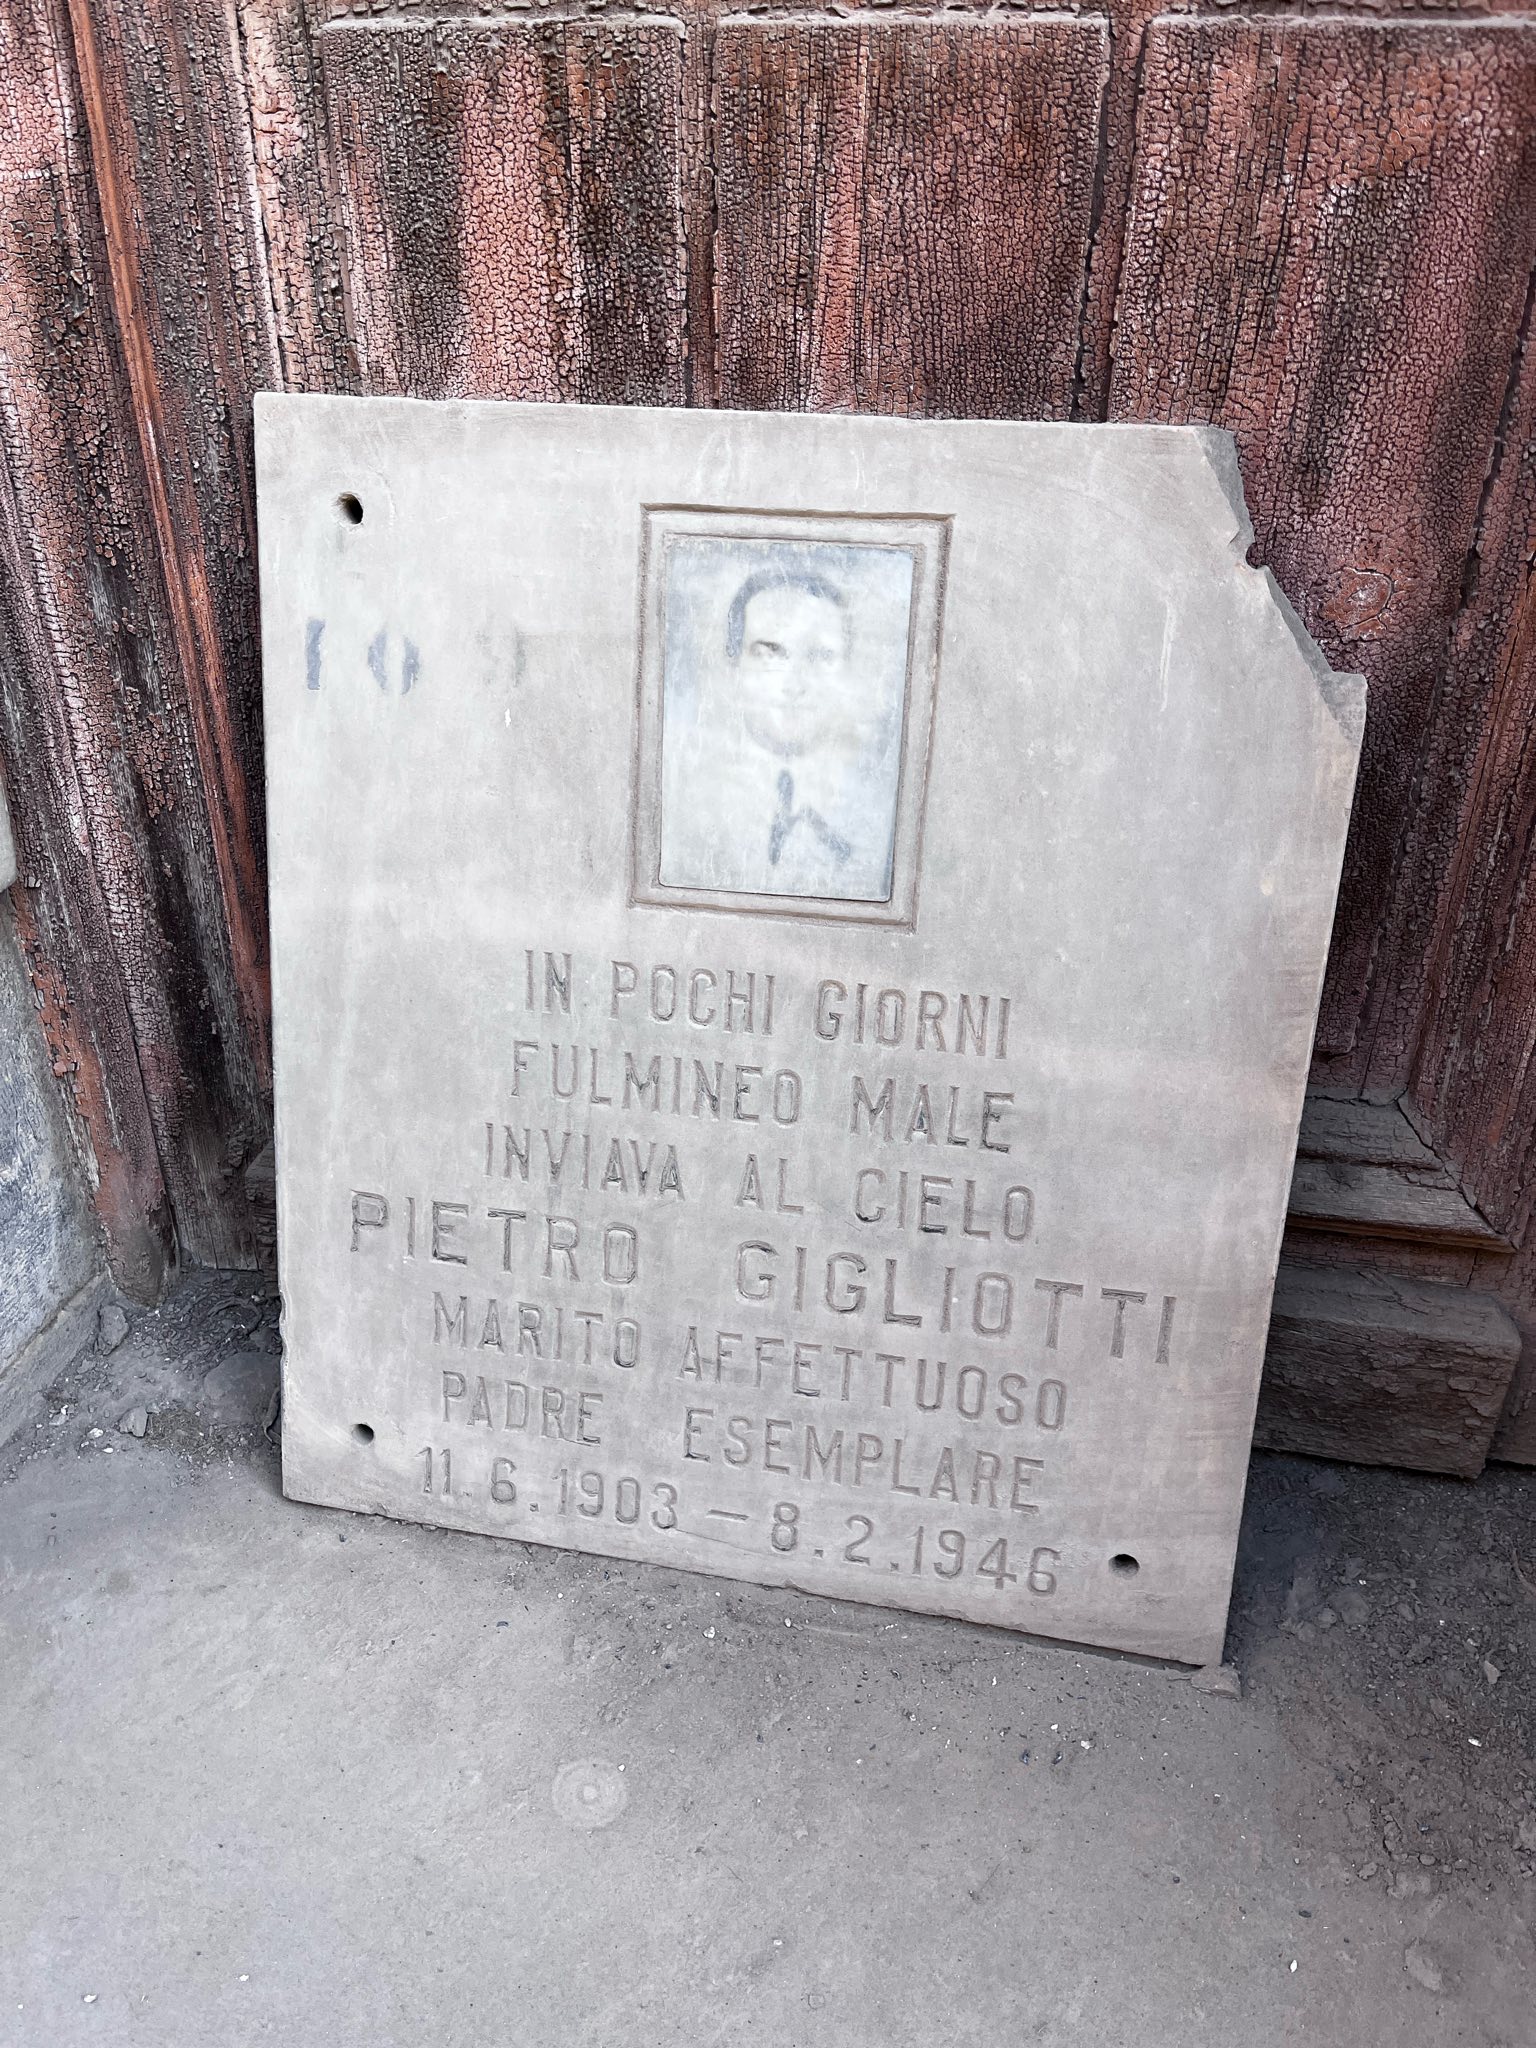 IN POCHI GIORNI
FULMINEO MALE
INVIAVA AL CIELO
PIETRO GIGLIOTTI
MARITO AFFETTUOSO
PADRE ESEMPLARE
11.6.1903 – 8.2.1946